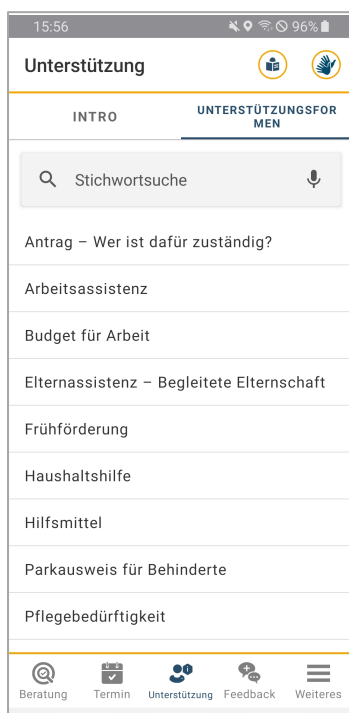 15:56
96%
Unterstützung
INTRO
UNTERSTÜTZUNGSFOR
MEN
Stichwortsuche
Antrag – Wer ist dafür zuständig?
Arbeitsassistenz
Budget für Arbeit
Elternassistenz – Begleitete Elternschaft
Frühförderung
Haushaltshilfe
Hilfsmittel
Parkausweis für Behinderte
Pflegebedürftigkeit
Beratung Termin Unterstützung Feedback Weiteres